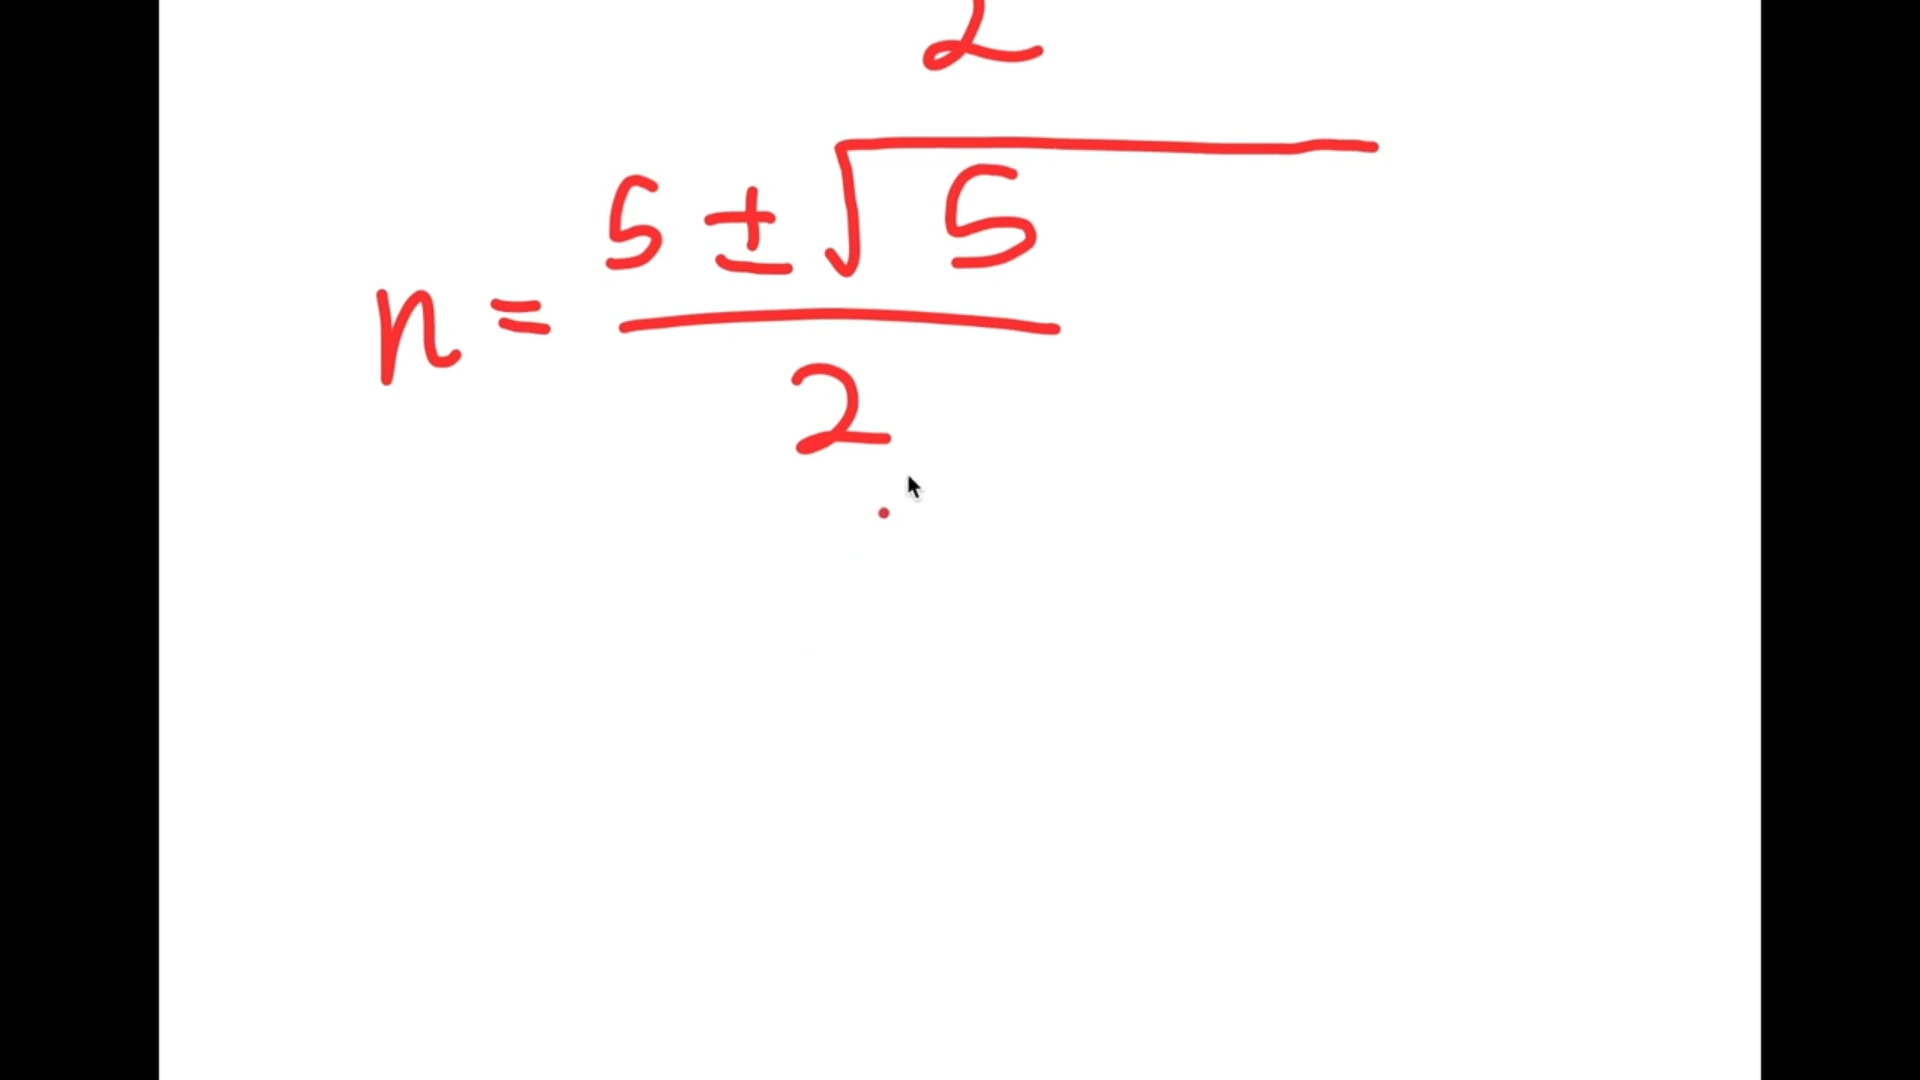 2
n = (5 ± √5) / 2